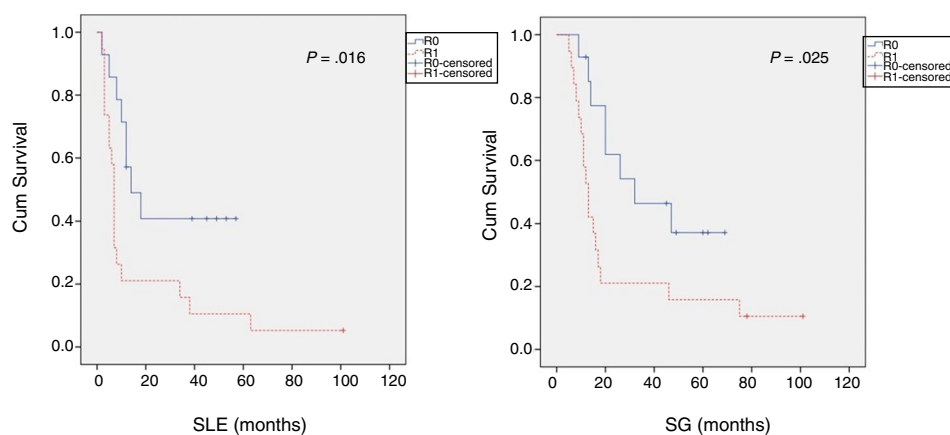 1.0
0.8
0.6
0.4
0.2
0.0
Cum Survival
P = .016
R0
R1
R0-censored
R1-censored
0 20 40 60 80 100 120
SLE (months)
1.0
0.8
0.6
0.4
0.2
0.0
Cum Survival
P = .025
R0
R1
R0-censored
R1-censored
0 20 40 60 80 100 120
SG (months)